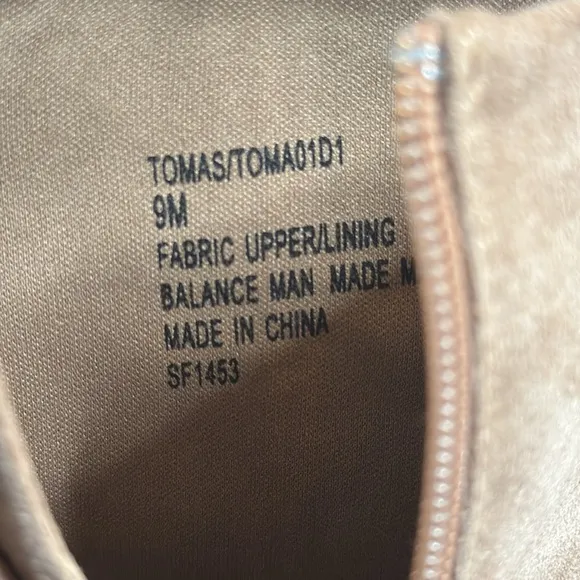 TOMAS/TOMA01D1
9M
FABRIC UPPER/LINING
BALANCE MAN MADE M
MADE IN CHINA
SF1453